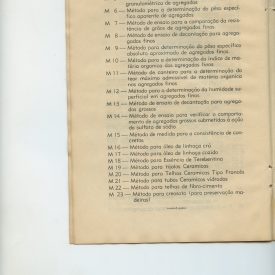 granulométrica de agregados
M 6 — Método para a determinação do pêso específico aparente de agregados
M 7 — Método de ensaio para a comparação da resistência de grãos de agregados finos
M 8 — Método de ensaio de decantação para agregados finos
M 9 — Método para determinação do pêso específico absoluto aproximado de agregados finos
M 10 — Método para a determinação do índice de matéria orgânica dos agregados finos
M 11 — Método do canteiro para a determinação do teor máximo admissível de matéria orgânica nos agregados finos
M 12 — Método para a determinação da humidade superficial em agregados finos
M 13 — Método de ensaio de decantação para agregados grossos
M 14 — Método de ensaio para verificar o comportamento de agregados grossos submetidos à ação de sulfato de sódio
M 15 — Método de medida para a consistência de concretos
M 16 — Método para óleo de linhaça crú
M 17 — Método para óleo de linhaça cozido
M 18 — Método para Essência de Terebentina
M 19 — Método para Tijolos Cerâmicos
M 20 — Método para Telhas Cerâmicas Tipo Francês
M 21 — Método para tubos Cerâmicos vidrados
M 22 — Método para telhas de fibro-cimento
M 23 — Método para creosoto (para preservação madeiras)